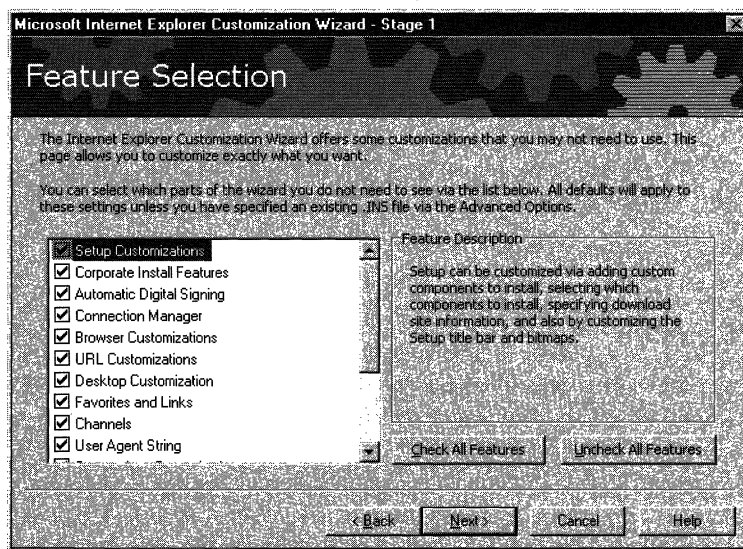 Microsoft Internet Explorer Customization Wizard - Stage 1
Feature Selection
The Internet Explorer Customization Wizard offers some customizations that you may not need to use. This
page allows you to customize exactly what you want.
You can select which parts of the wizard you do not need to see via the list below. All defaults will apply to
these settings unless you have specified an existing .INS file via the Advanced Options.
Setup Customizations
Corporate Install Features
Automatic Digital Signing
Connection Manager
Browser Customizations
URL Customizations
Desktop Customization
Favorites and Links
Channels
User Agent String
Feature Description
Setup can be customized via adding custom
components to install, selecting which
components to install, specifying download
site information, and also by customizing the
Setup title bar and bitmaps.
Check All Features
Uncheck All Features
< Back
Next >
Cancel
Help